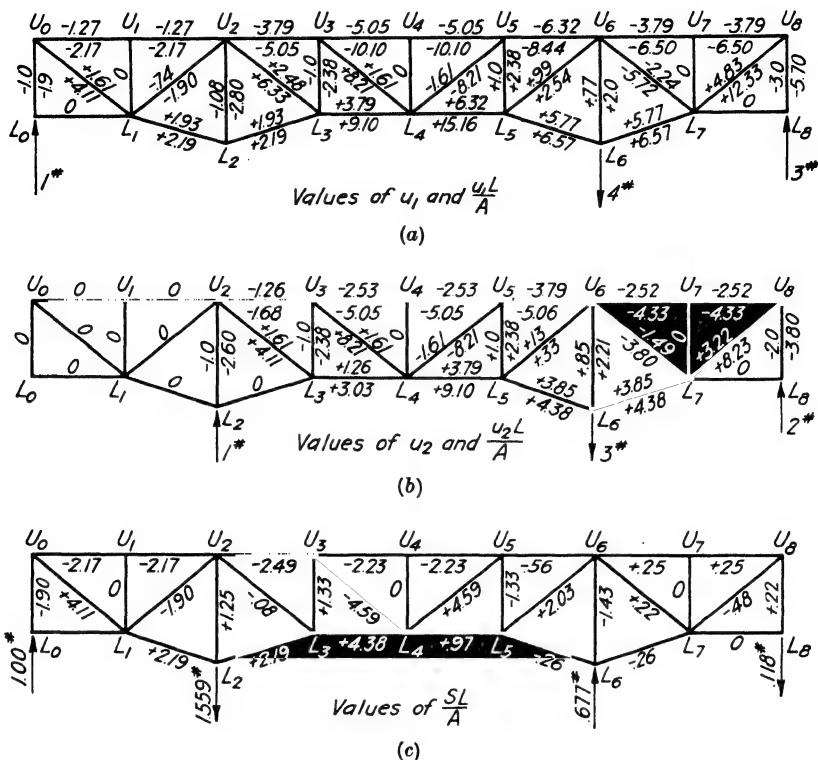 U0 -1.27 U1 -1.27 U2 -3.79 U3 -5.05 U4 -5.05 U5 -6.32 U6 -3.79 U7 -3.79 U8
-2.17 -2.17 -5.05 -10.10 -10.10 -8.44 -6.50 -6.50
-1.0 -1.9 +1.61 +4.11 0 -.74 -1.90 -1.08 -2.80 +2.48 +6.33 -1.0 -2.38 +8.21 +1.61 0 -1.61 -8.21 +1.0 +2.38 +.99 +2.54 +.77 +2.0 -2.24 -5.72 0 +4.83 +12.33 -3.0 -5.70
0 +3.79 +6.32 0
L0 L1 +1.93 +2.19 L2 +1.93 +2.19 L3 +9.10 L4 +15.16 L5 +5.77 +6.57 L6 +5.77 +6.57 L7 L8
1# 4# 3#
Values of u1 and u1L/A
(a)
U0 0 U1 0 U2 -1.26 U3 -2.53 U4 -2.53 U5 -3.79 U6 -2.52 U7 -2.52 U8
-1.68 -5.05 -5.05 -5.06 -4.33 -4.33
0 0 0 0 -1.0 -2.60 +1.61 +4.11 -1.0 -2.38 +8.21 +1.61 0 -1.61 -8.21 +1.0 +2.38 +.13 +.33 +.85 +2.21 -1.49 -3.80 0 +3.22 +8.23 -2.0 -3.80
0 +1.26 +3.79 0
L0 L1 0 L2 0 L3 +3.03 L4 +9.10 L5 +3.85 +4.38 L6 +3.85 +4.38 L7 L8
1# 3# 2#
Values of u2 and u2L/A
(b)
U0 U1 U2 U3 U4 U5 U6 U7 U8
-2.17 -2.17 -2.49 -2.23 -2.23 -.56 +.25 +.25
-1.90 +4.11 0 -1.90 +1.25 -.08 +1.33 -4.59 0 +4.59 -1.33 +2.03 -1.43 +.22 0 -.48 +.22
L0 0 L1 +2.19 L2 +2.19 L3 +4.38 L4 +.97 L5 -.26 L6 -.26 L7 0 L8
1.00# 1.559# .677# .118#
Values of SL/A
(c)